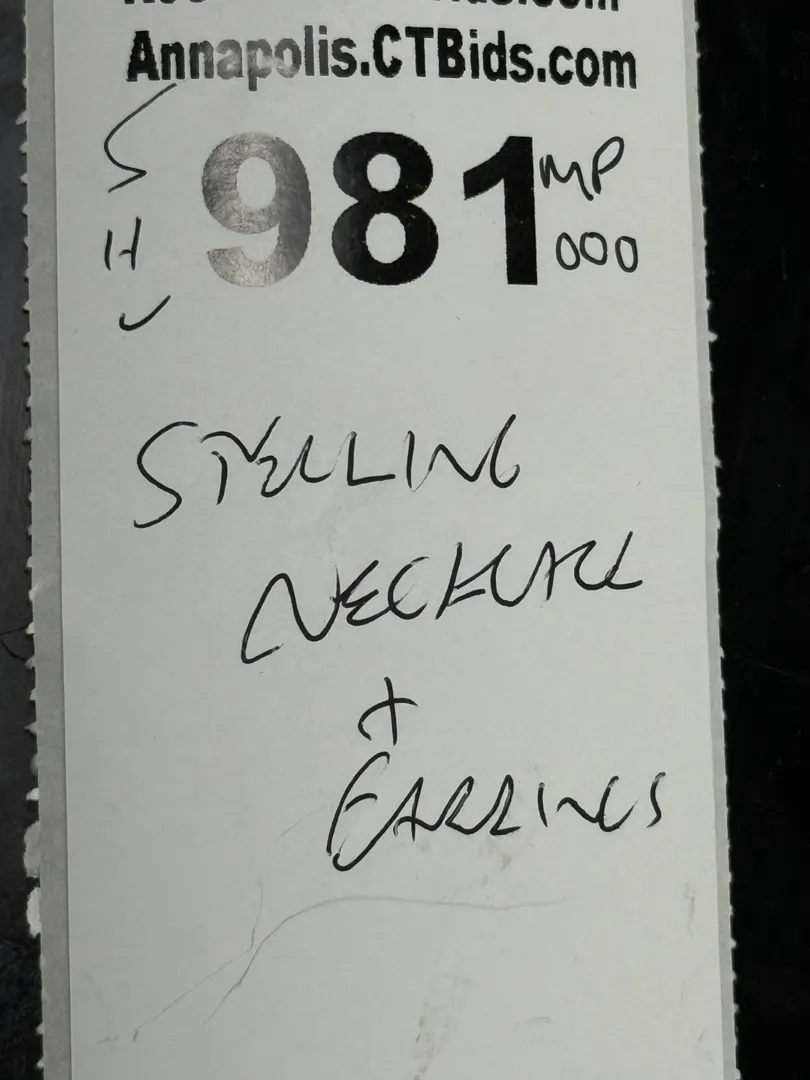 Annapolis.CTBids.com
S
981 MP
H 000
STERLING
NECKLACE
+
EARRINGS